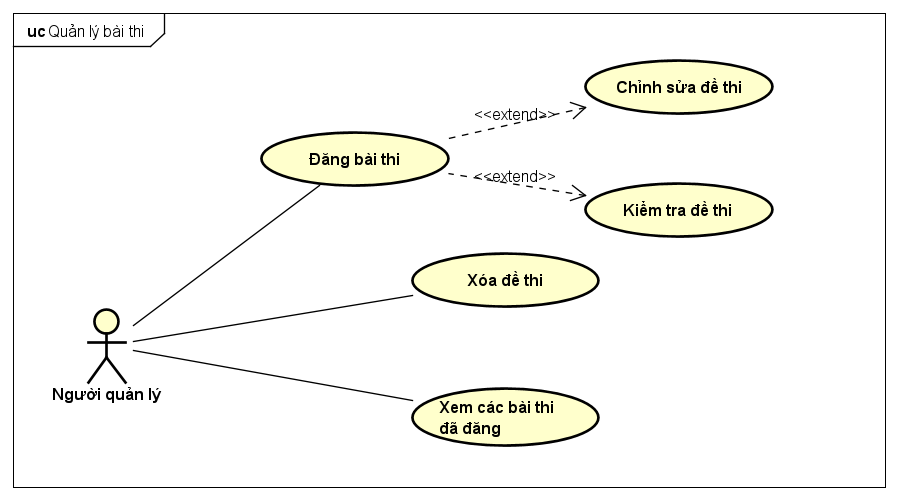 uc Quản lý bài thi
Chỉnh sửa đề thi
<<extend>>
Đăng bài thi
<<extend>>
Kiểm tra đề thi
Xóa đề thi
Người quản lý
Xem các bài thi
đã đăng